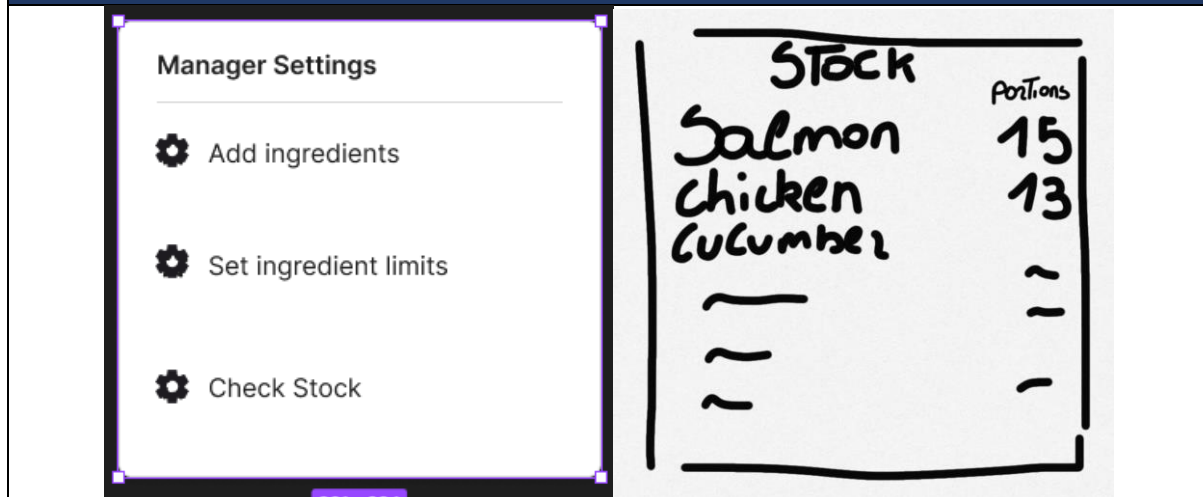 Manager Settings
Add ingredients
Set ingredient limits
Check Stock
STOCK
Portions
Salmon 15
Chicken 13
Cucumber